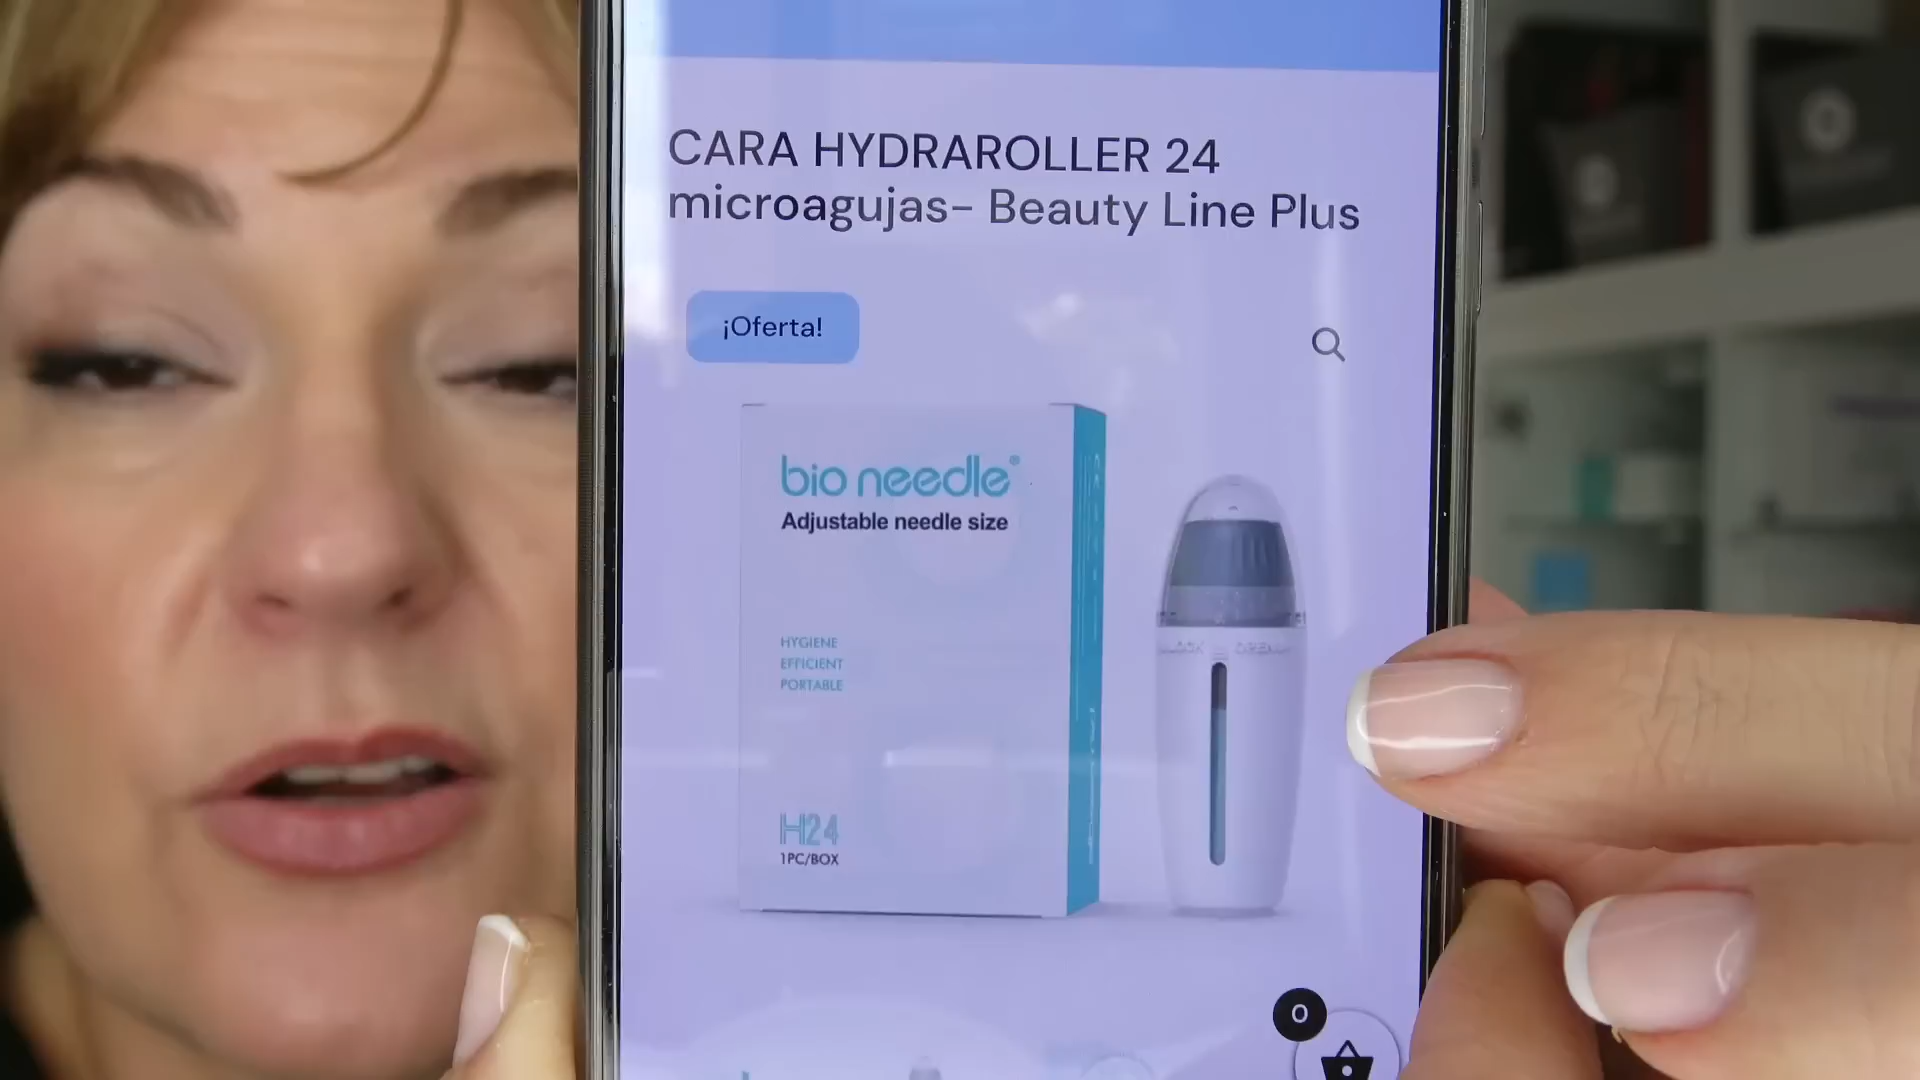 CARA HYDRAROLLER 24
microagujas- Beauty Line Plus
¡Oferta!
bio needle®
Adjustable needle size
HYGIENE
EFFICIENT
PORTABLE
H24
1PC/BOX
OPEN
0